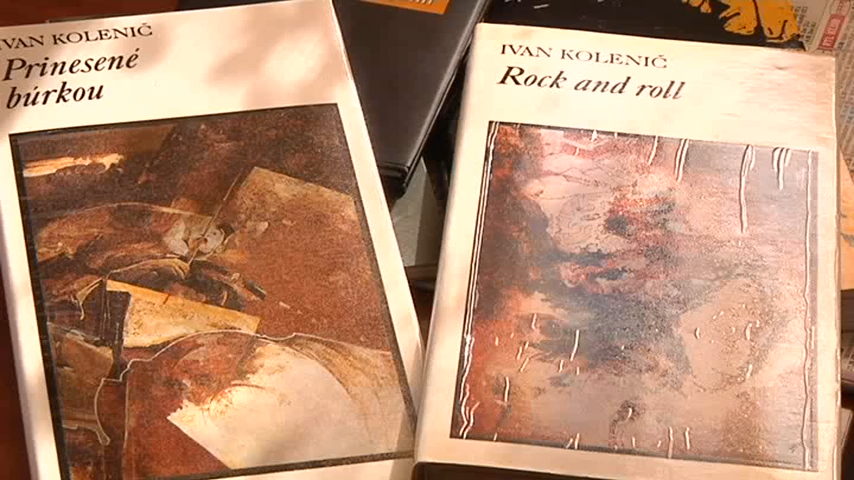 IVAN KOLENIČ
Prinesené
búrkou
IVAN KOLENIČ
Rock and roll